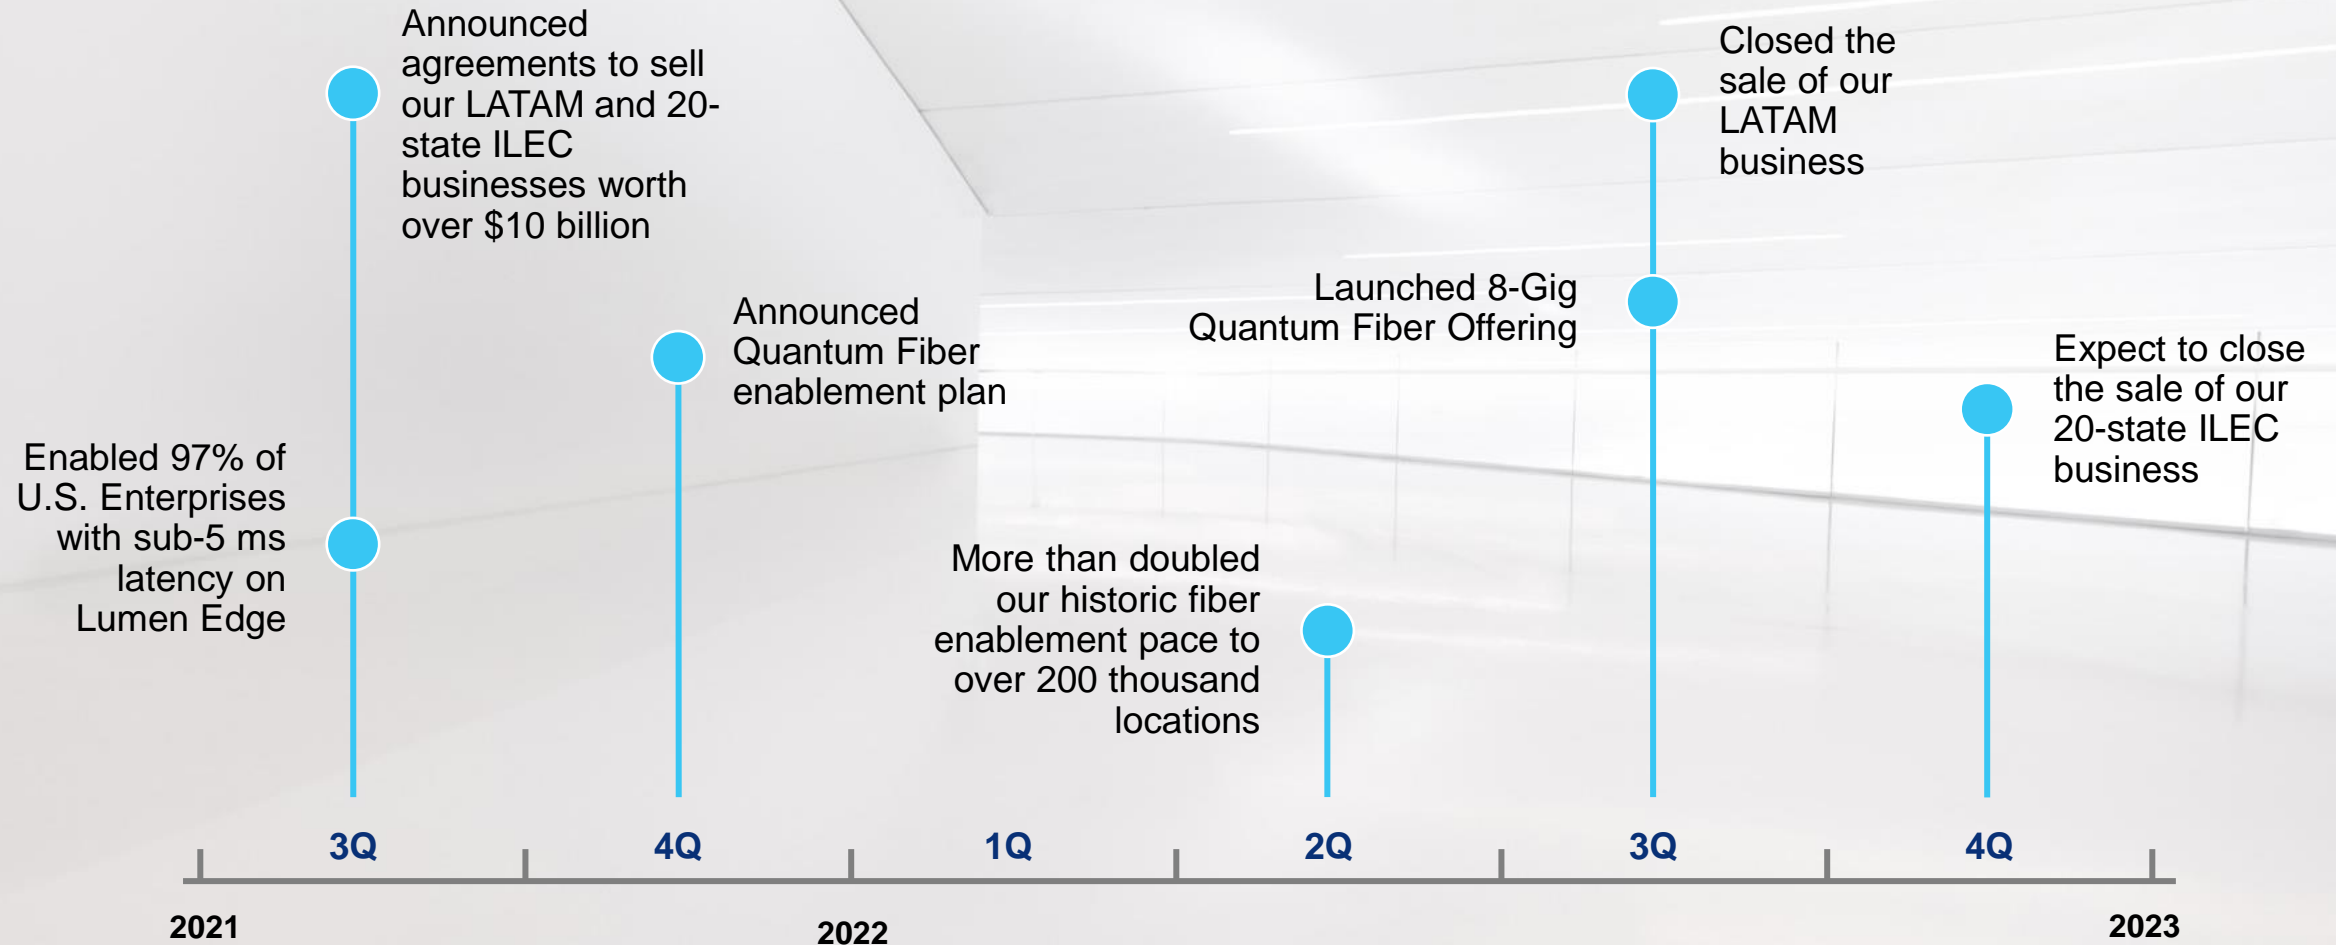 Announced
agreements to sell
our LATAM and 20-
state ILEC
businesses worth
over $10 billion
Enabled 97% of
U.S. Enterprises
with sub-5 ms
latency on
Lumen Edge
Announced
Quantum Fiber
enablement plan
More than doubled
our historic fiber
enablement pace to
over 200 thousand
locations
Closed the
sale of our
LATAM
business
Launched 8-Gig
Quantum Fiber Offering
Expect to close
the sale of our
20-state ILEC
business
3Q
4Q
1Q
2Q
3Q
4Q
2021
2022
2023